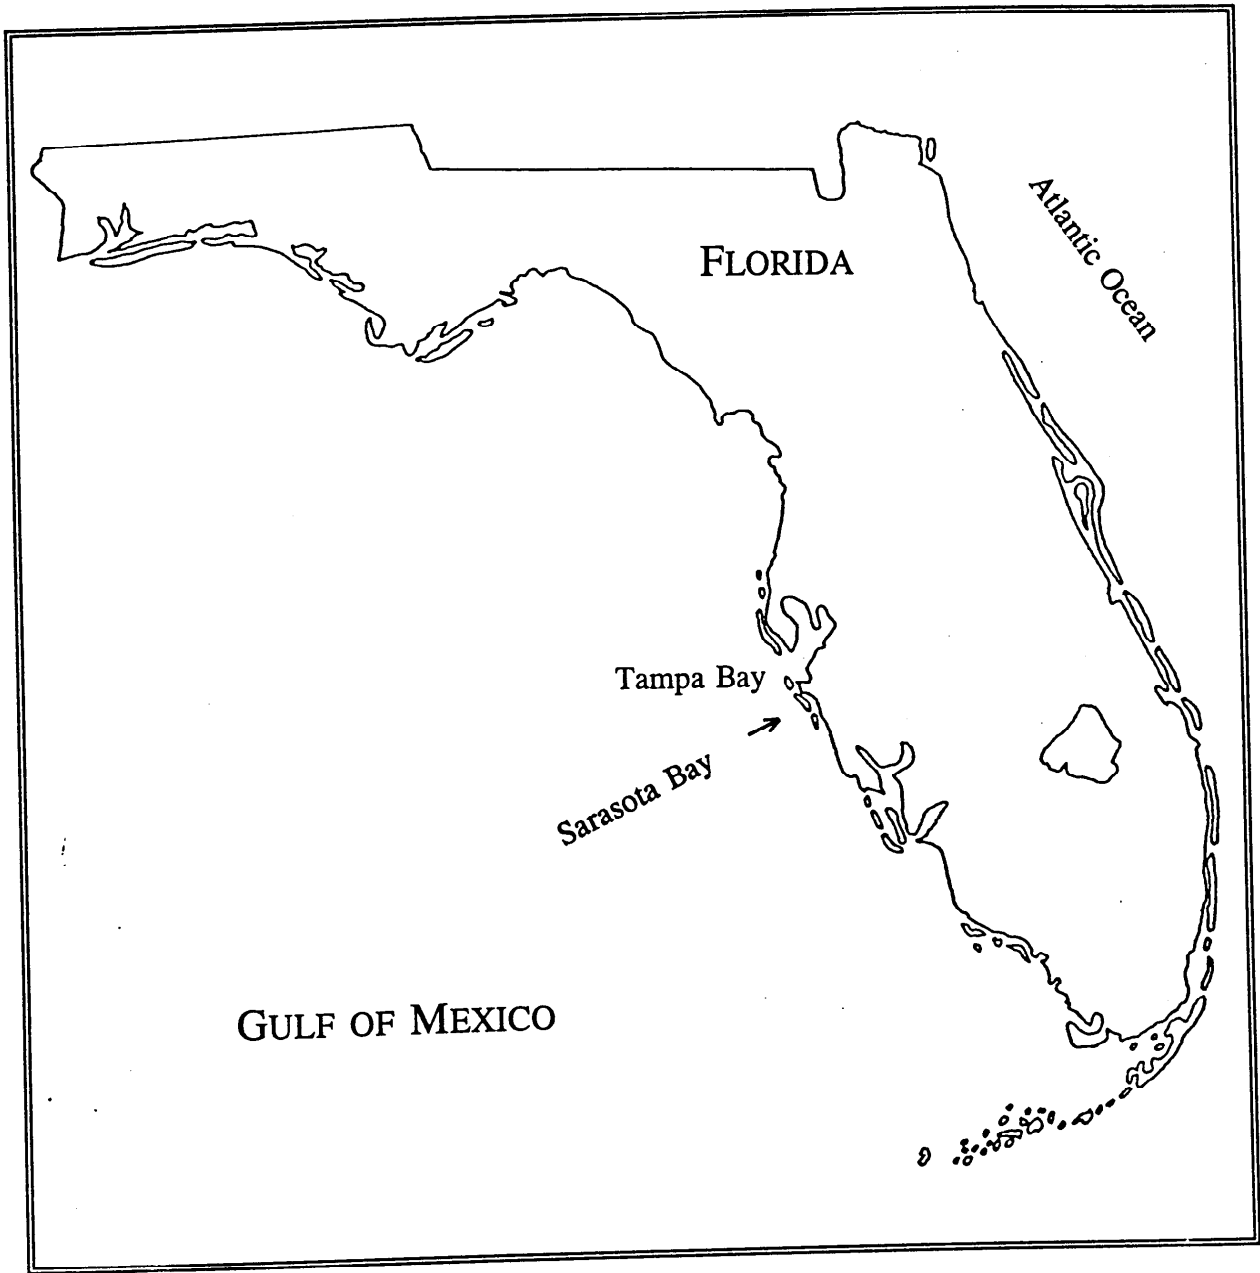 FLORIDA
Atlantic Ocean
Tampa Bay
Sarasota Bay
GULF OF MEXICO